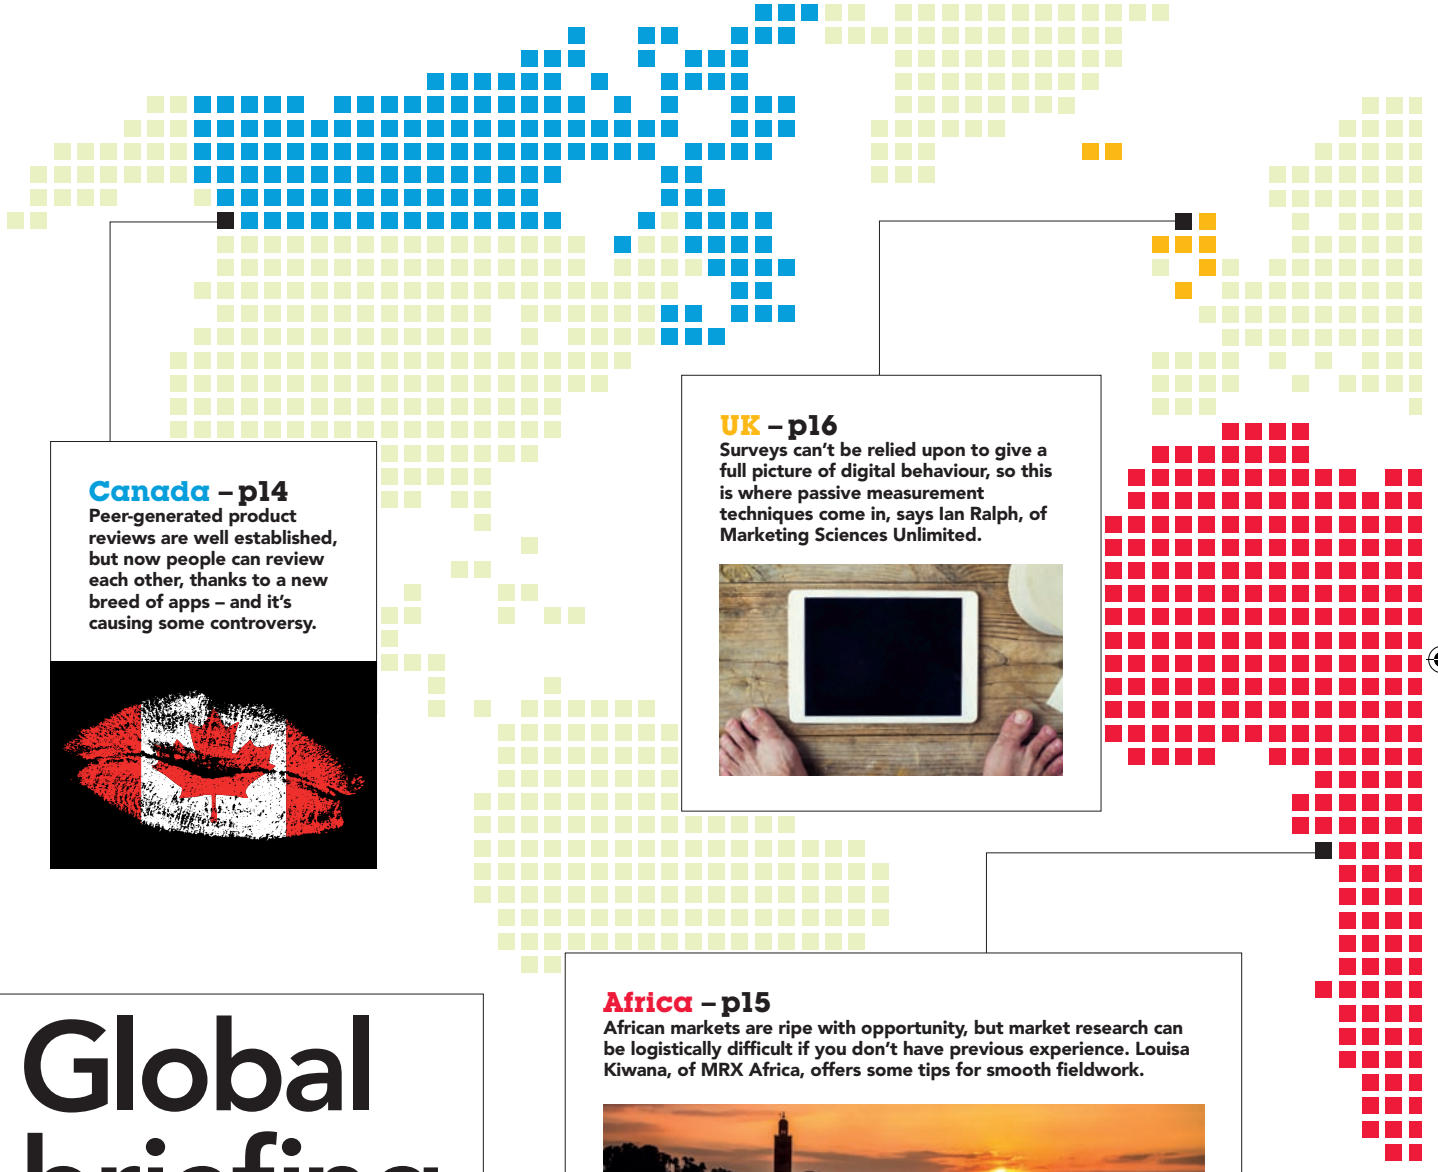 UK – p16
Surveys can’t be relied upon to give a
full picture of digital behaviour, so this
is where passive measurement
techniques come in, says Ian Ralph, of
Marketing Sciences Unlimited.
Canada – p14
Peer-generated product
reviews are well established,
but now people can review
each other, thanks to a new
breed of apps – and it’s
causing some controversy.
Africa – p15
African markets are ripe with opportunity, but market research can
be logistically difficult if you don’t have previous experience. Louisa
Kiwana, of MRX Africa, offers some tips for smooth fieldwork.
Global
briefing